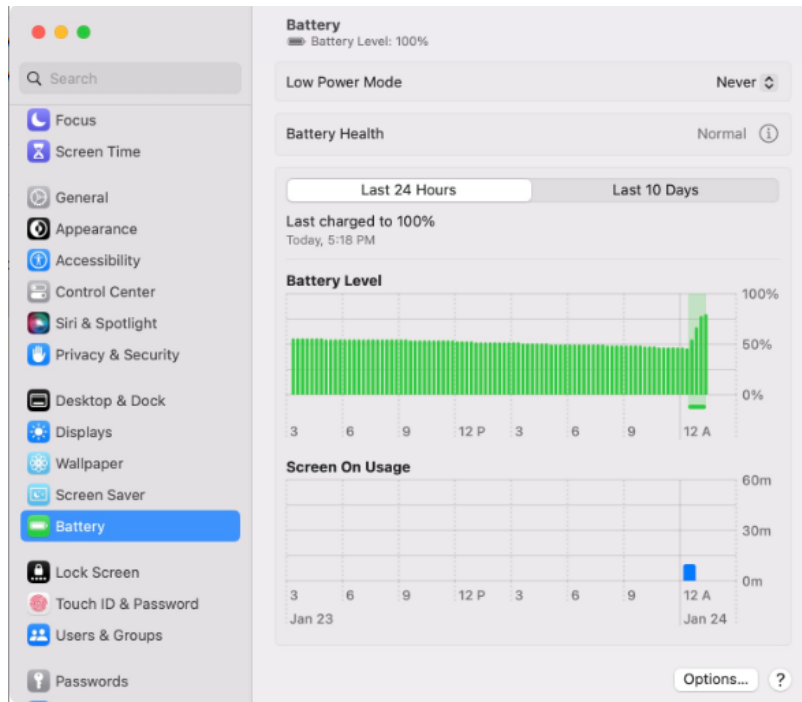 Search
Focus
Screen Time
General
Appearance
Accessibility
Control Center
Siri & Spotlight
Privacy & Security
Desktop & Dock
Displays
Wallpaper
Screen Saver
Battery
Lock Screen
Touch ID & Password
Users & Groups
Passwords
Battery
Battery Level: 100%
Low Power Mode Never
Battery Health Normal
Last 24 Hours Last 10 Days
Last charged to 100%
Today, 5:18 PM
Battery Level
100%
50%
0%
3 6 9 12 P 3 6 9 12 A
Screen On Usage
60m
30m
0m
3 6 9 12 P 3 6 9 12 A
Jan 23 Jan 24
Options... ?